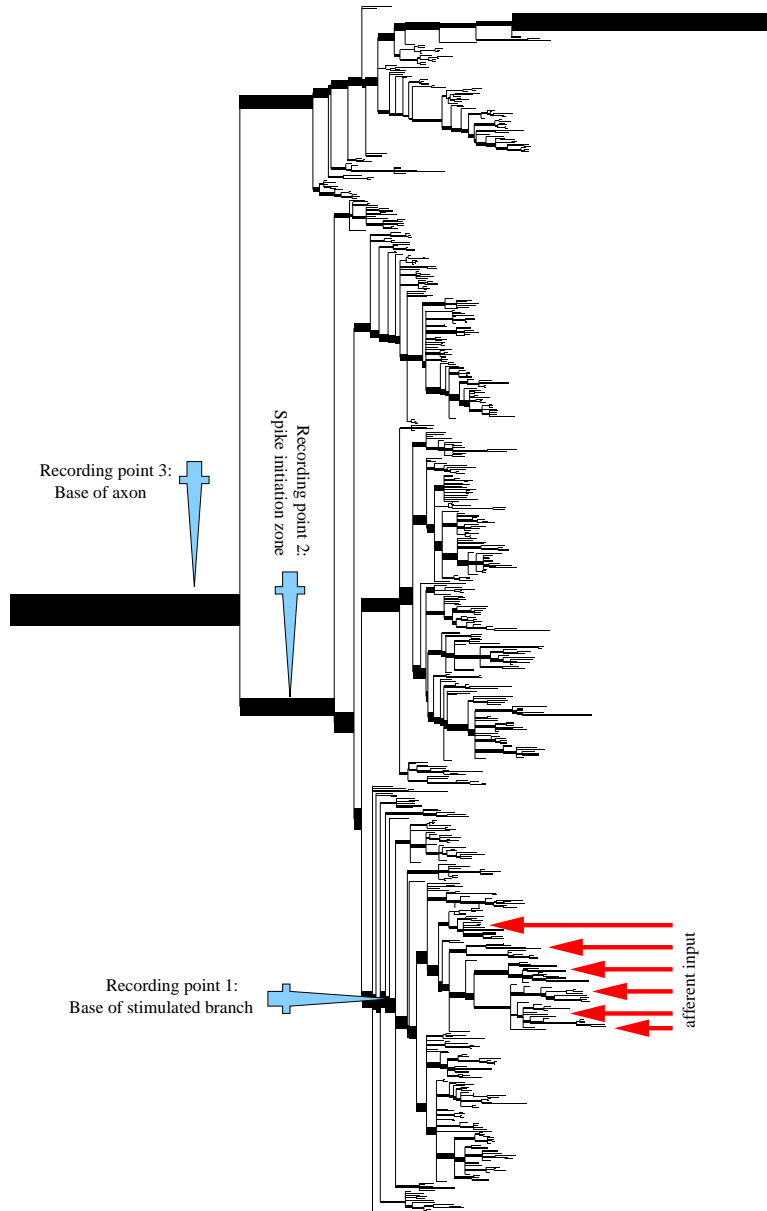 Recording point 3:
Base of axon
Recording point 2:
Spike initiation zone
Recording point 1:
Base of stimulated branch
afferent input